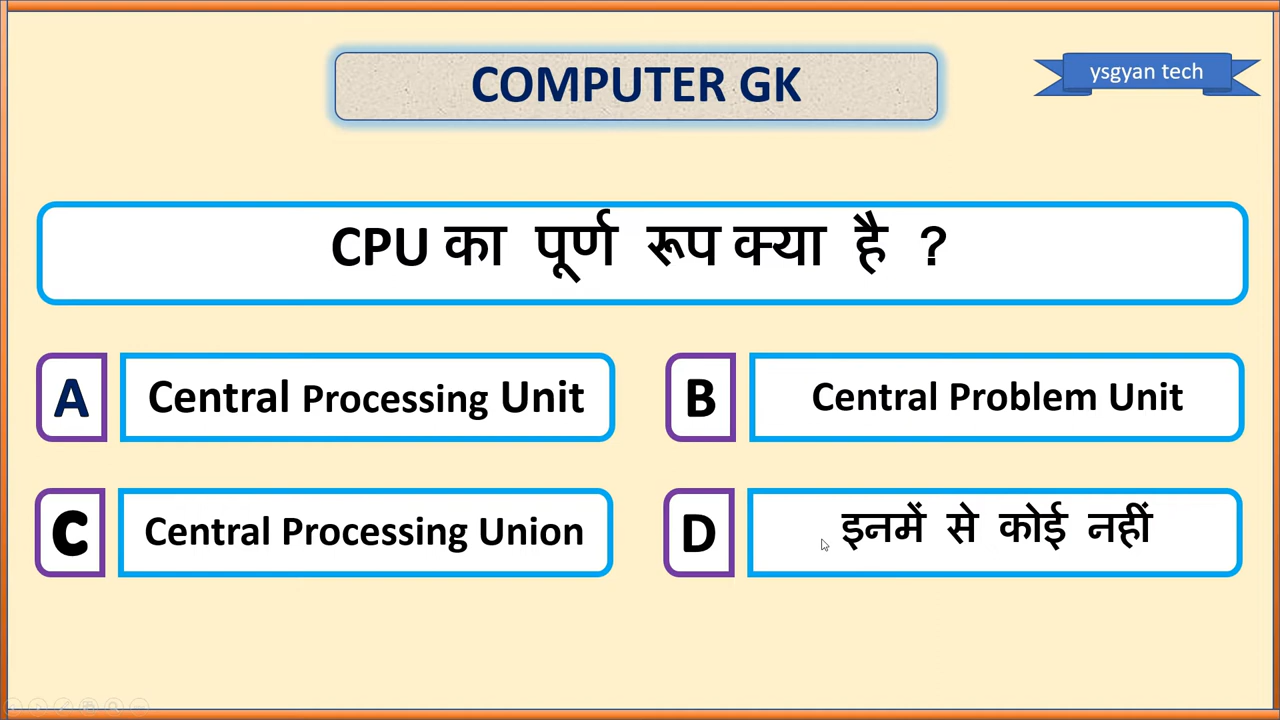 COMPUTER GK
ysgyan tech
CPU का पूर्ण रूप क्या है ?
A
Central Processing Unit
B
Central Problem Unit
C
Central Processing Union
D
इनमें से कोई नहीं